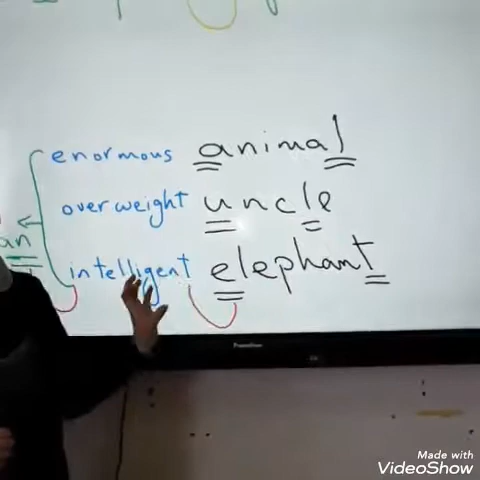 enormous animal
overweight uncle
an
intelligent elephant
Made with
VideoShow